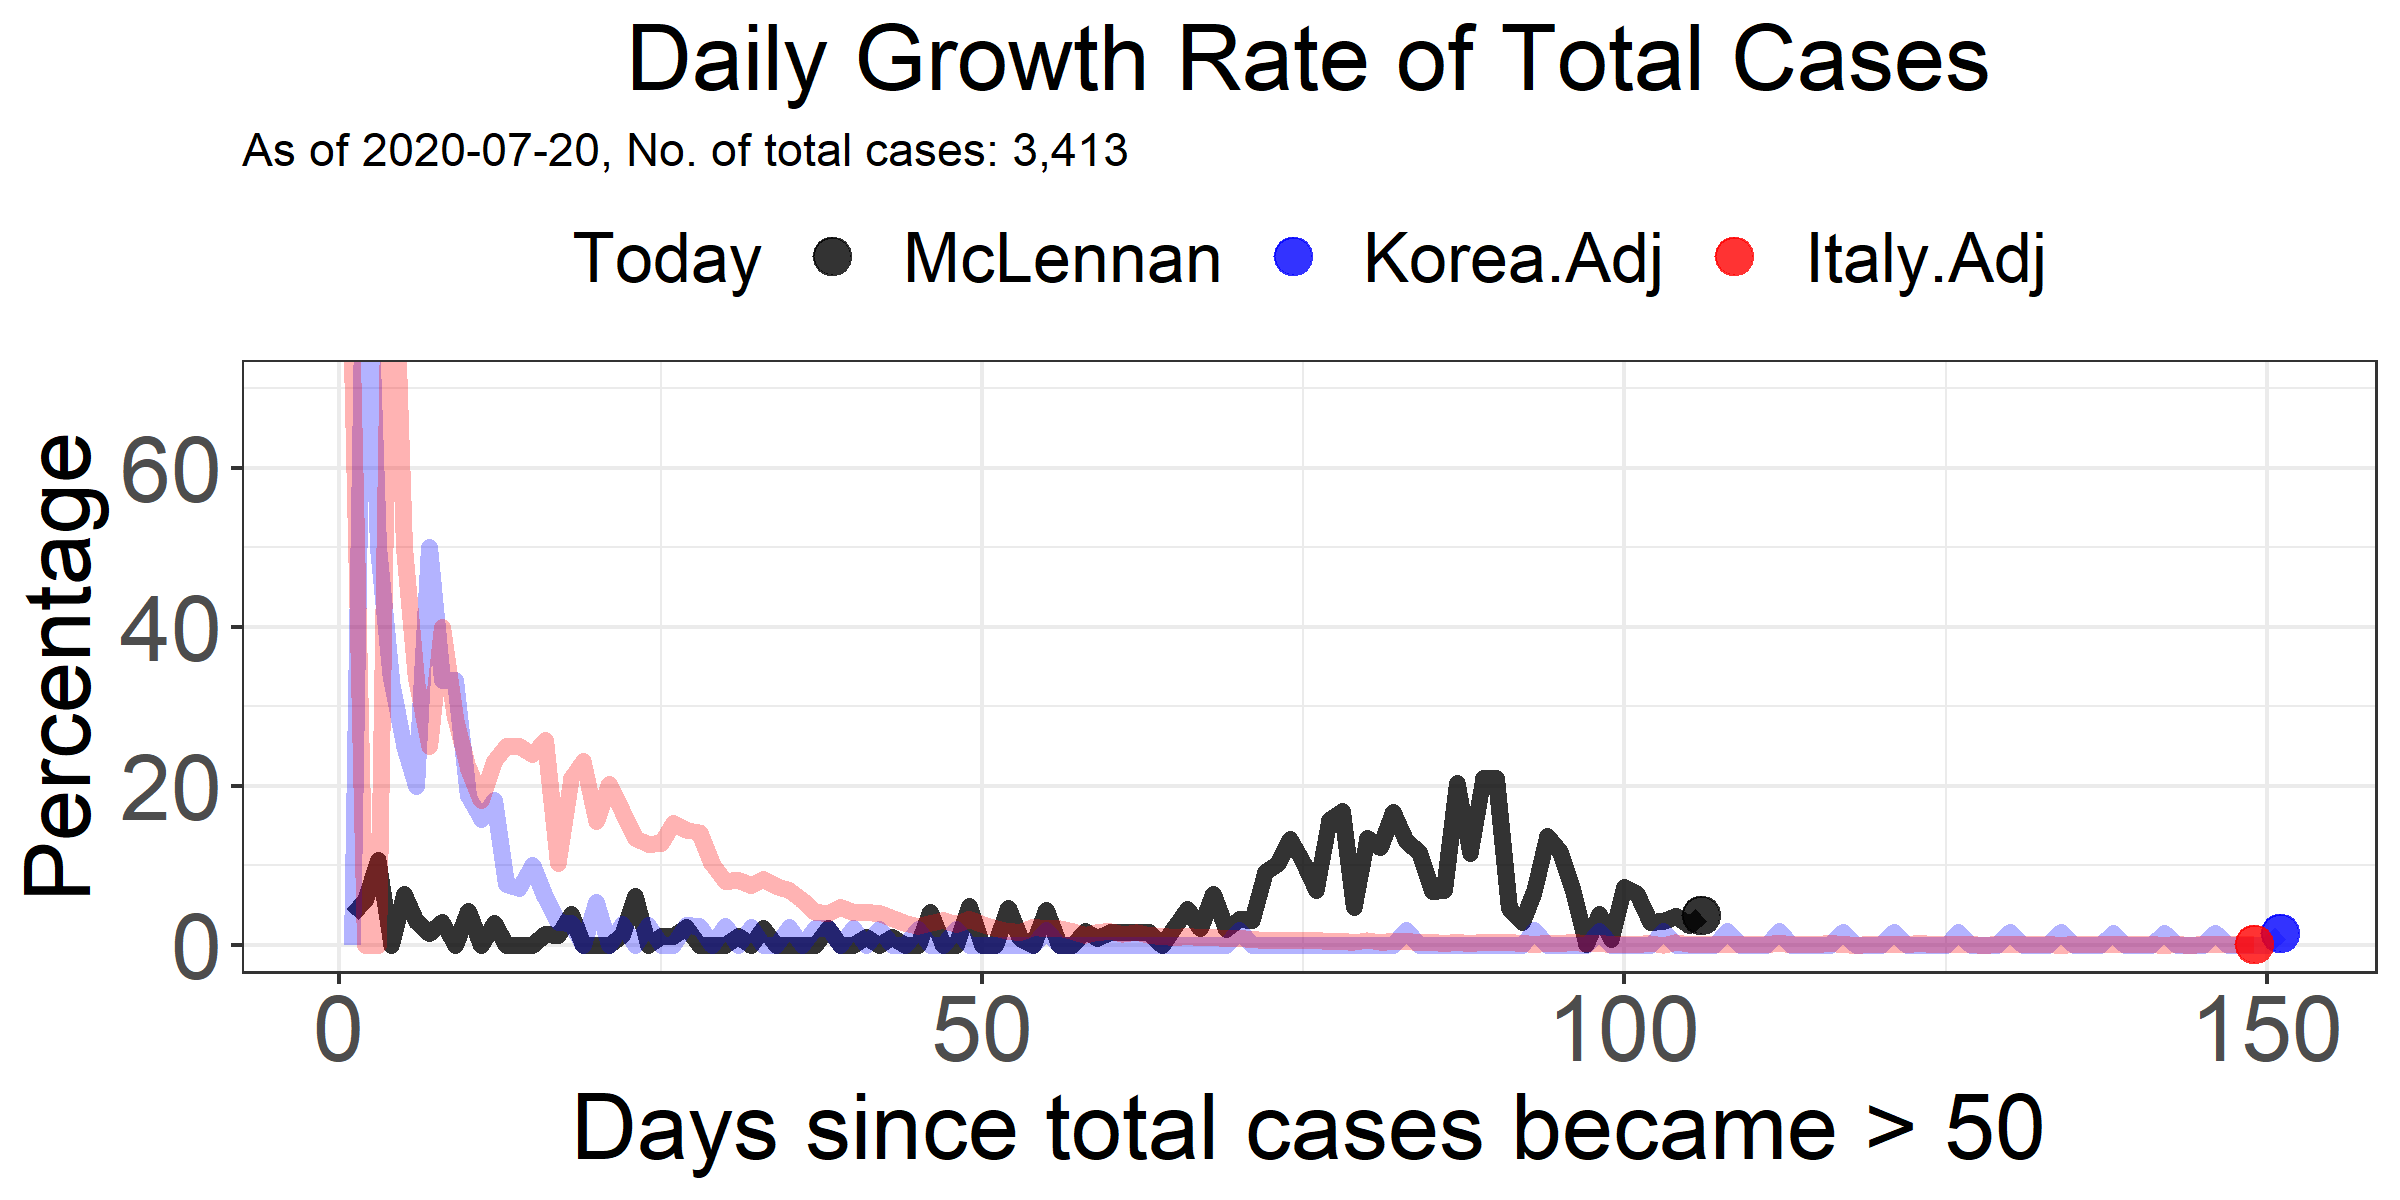 Daily Growth Rate of Total Cases
As of 2020-07-20, No. of total cases: 3,413
Today McLennan Korea.Adj Italy.Adj
Percentage
60
40
20
0
0 50 100 150
Days since total cases became > 50